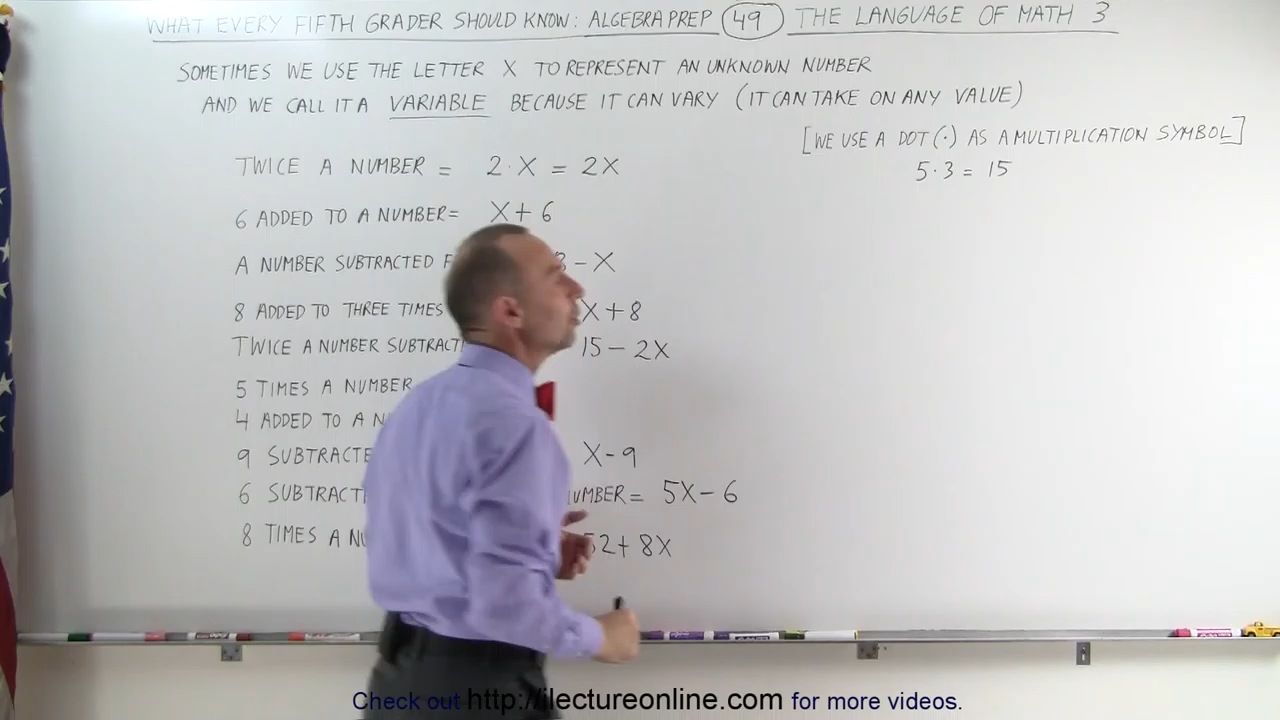 WHAT EVERY FIFTH GRADER SHOULD KNOW: ALGEBRA PREP 49 THE LANGUAGE OF MATH 3
SOMETIMES WE USE THE LETTER X TO REPRESENT AN UNKNOWN NUMBER
AND WE CALL IT A VARIABLE BECAUSE IT CAN VARY (IT CAN TAKE ON ANY VALUE)
[WE USE A DOT (·) AS A MULTIPLICATION SYMBOL]
5·3 = 15
TWICE A NUMBER = 2·X = 2X
6 ADDED TO A NUMBER = X + 6
A NUMBER SUBTRACTED - X
8 ADDED TO THREE TIMES X + 8
TWICE A NUMBER 15 - 2X
5 TIMES A NUMBER
4 ADDED TO A
9 X - 9
6 NUMBER = 5X - 6
8 TIMES A 52 + 8X
Check out http://ilectureonline.com for more videos.